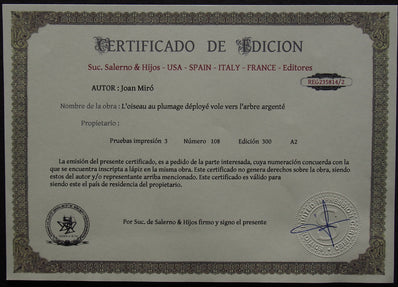 CERTIFICADO DE EDICION
Suc. Salerno & Hijos - USA - SPAIN - ITALY - FRANCE - Editores
REG235814/2
AUTOR : Joan Miró
Nombre de la obra : L'oiseau au plumage déployé vole vers l'arbre argenté
Propietario :
Pruebas impresión 3 Número 108 Edición 300 A2
La emisión del presente certificado, es a pedido de la parte interesada, cuya numeración concuerda con la
que se encuentra inscripta a lápiz en la misma obra. Este certificado no genera derechos sobre la obra, siendo
estos del autor y/o representante arriba mencionado. Este certificado es válido para
siendo este el país de residencia del propietario.
Por Suc. de Salerno & Hijos firmo y signo el presente